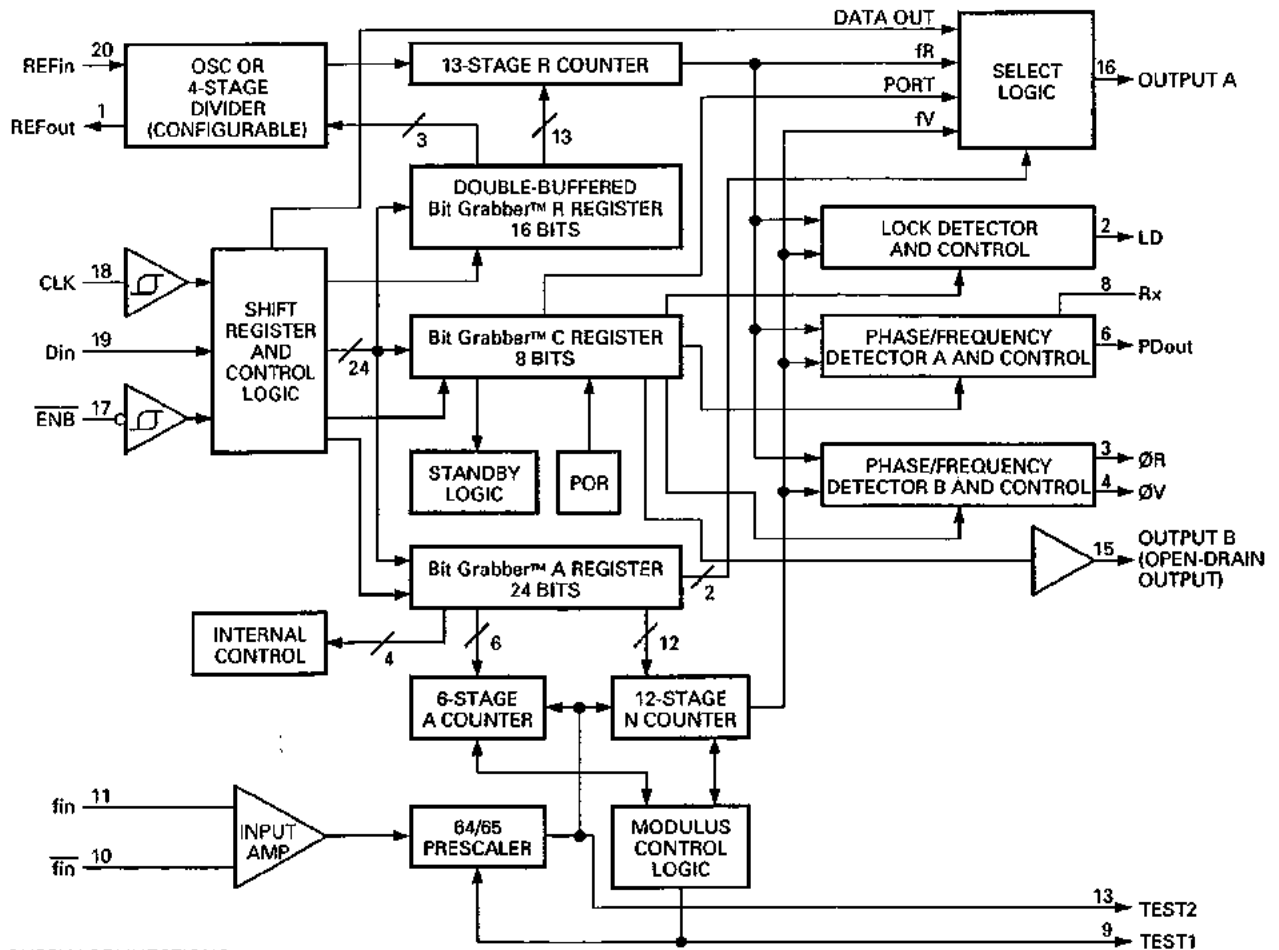 DATA OUT
REFin 20
OSC OR
4-STAGE
DIVIDER
(CONFIGURABLE)
REFout 1
13-STAGE R COUNTER
fR
PORT
fV
SELECT
LOGIC
16 OUTPUT A
3
13
DOUBLE-BUFFERED
Bit Grabber™ R REGISTER
16 BITS
LOCK DETECTOR
AND CONTROL
2 LD
CLK 18
Din 19
ENB 17
SHIFT
REGISTER
AND
CONTROL
LOGIC
24
Bit Grabber™ C REGISTER
8 BITS
8 Rx
PHASE/FREQUENCY
DETECTOR A AND CONTROL
6 PDout
STANDBY
LOGIC
POR
PHASE/FREQUENCY
DETECTOR B AND CONTROL
3 ØR
4 ØV
Bit Grabber™ A REGISTER
24 BITS
2
15 OUTPUT B
(OPEN-DRAIN
OUTPUT)
INTERNAL
CONTROL
4
6
12
6-STAGE
A COUNTER
12-STAGE
N COUNTER
fin 11
fin 10
INPUT
AMP
64/65
PRESCALER
MODULUS
CONTROL
LOGIC
13 TEST2
9 TEST1